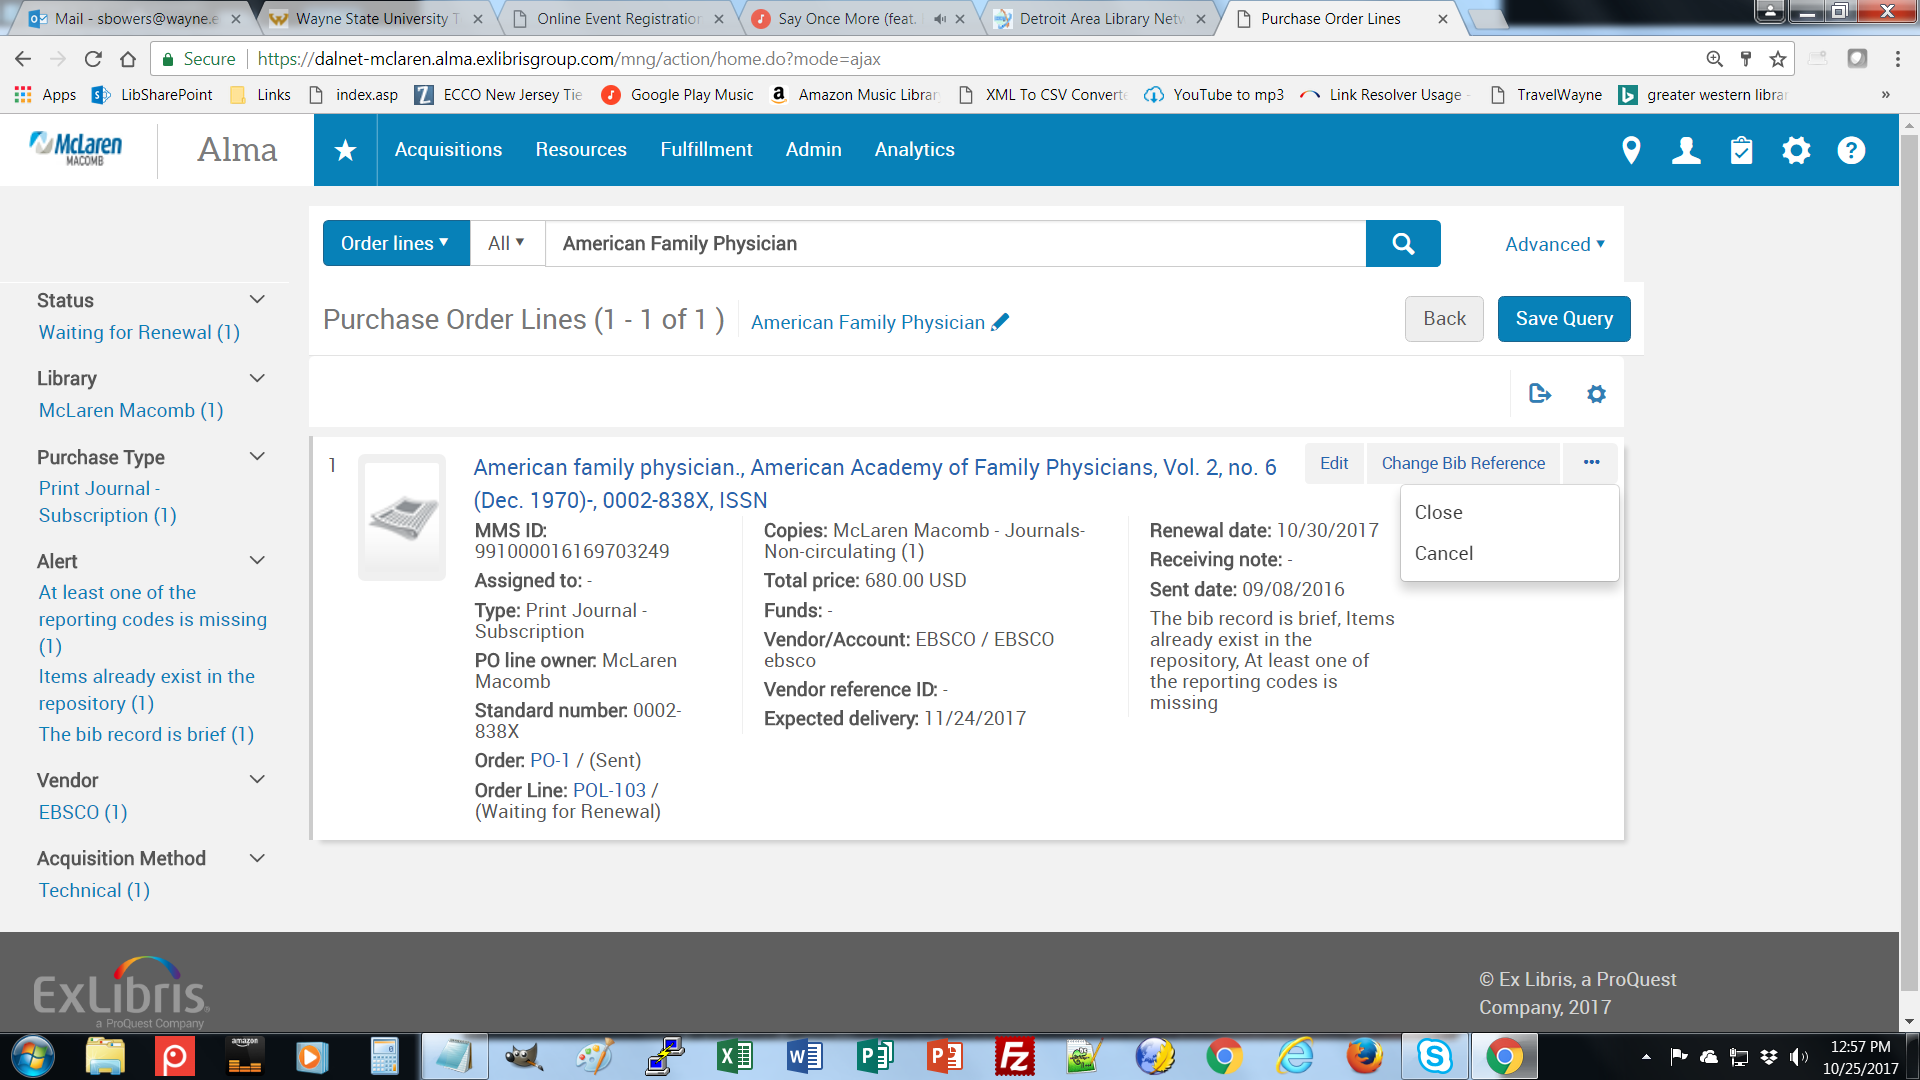 Mail - sbowers@wayne.e
Wayne State University T
Online Event Registration
Say Once More (feat.
Detroit Area Library Netw
Purchase Order Lines
Secure
https://dalnet-mclaren.alma.exlibrisgroup.com/mng/action/home.do?mode=ajax
Apps
LibSharePoint
Links
index.asp
ECCO New Jersey Tie
Google Play Music
Amazon Music Librar
XML To CSV Converte
YouTube to mp3
Link Resolver Usage -
TravelWayne
greater western librar
»
McLaren
MACOMB
Alma
Acquisitions
Resources
Fulfillment
Admin
Analytics
Order lines
All
American Family Physician
Advanced
Status
Waiting for Renewal (1)
Library
McLaren Macomb (1)
Purchase Type
Print Journal -
Subscription (1)
Alert
At least one of the
reporting codes is missing
(1)
Items already exist in the
repository (1)
The bib record is brief (1)
Vendor
EBSCO (1)
Acquisition Method
Technical (1)
Purchase Order Lines (1 - 1 of 1 )
American Family Physician
Back
Save Query
1
American family physician., American Academy of Family Physicians, Vol. 2, no. 6
(Dec. 1970)-, 0002-838X, ISSN
Edit
Change Bib Reference
Close
Cancel
MMS ID:
991000016169703249
Assigned to: -
Type: Print Journal -
Subscription
PO line owner: McLaren
Macomb
Standard number: 0002-
838X
Order: PO-1 / (Sent)
Order Line: POL-103 /
(Waiting for Renewal)
Copies: McLaren Macomb - Journals-
Non-circulating (1)
Total price: 680.00 USD
Funds: -
Vendor/Account: EBSCO / EBSCO
ebsco
Vendor reference ID: -
Expected delivery: 11/24/2017
Renewal date: 10/30/2017
Receiving note: -
Sent date: 09/08/2016
The bib record is brief, Items
already exist in the
repository, At least one of
the reporting codes is
missing
ExLibris
a ProQuest Company
© Ex Libris, a ProQuest
Company, 2017
amazon
12:57 PM
10/25/2017